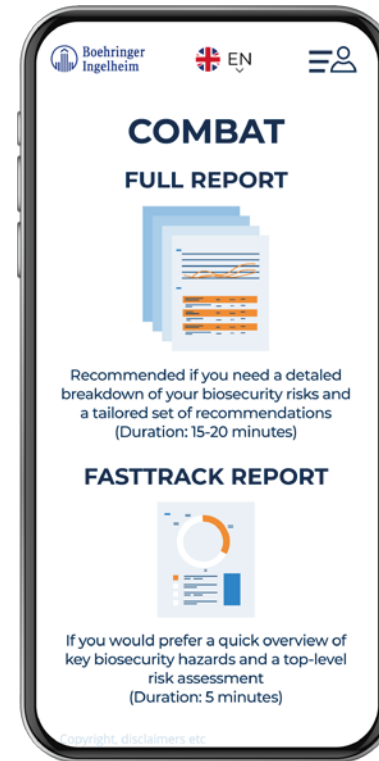 Boehringer
Ingelheim
EN
COMBAT
FULL REPORT
Recommended if you need a detaled
breakdown of your biosecurity risks and
a tailored set of recommendations
(Duration: 15-20 minutes)
FASTTRACK REPORT
If you would prefer a quick overview of
key biosecurity hazards and a top-level
risk assessment
(Duration: 5 minutes)
Copyright, disclaimers etc